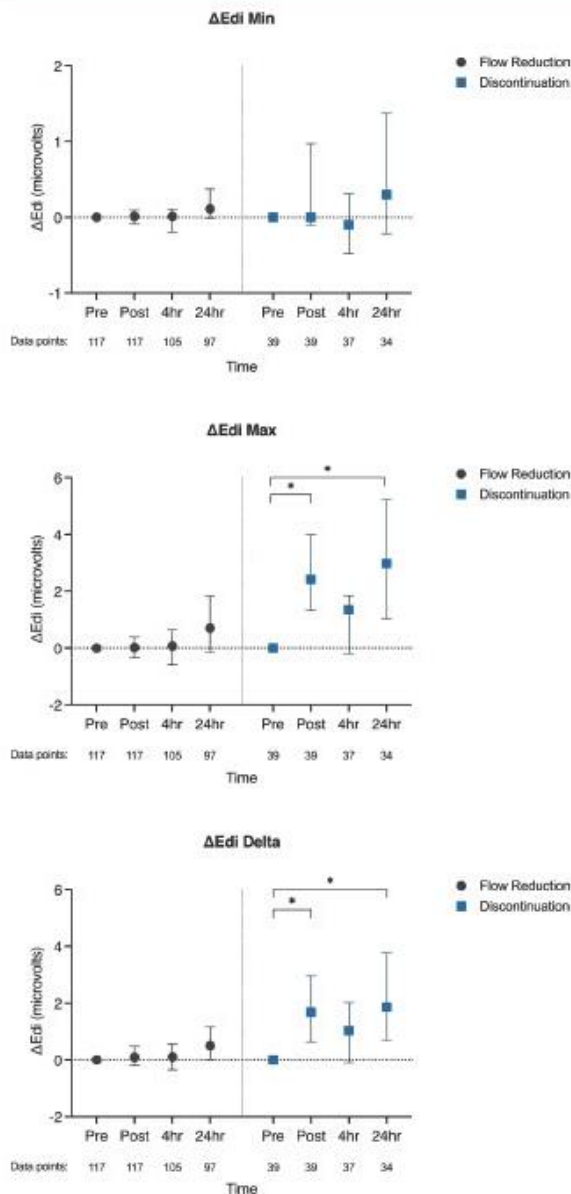 ΔEdi Min
Flow Reduction
Discontinuation
2
1
0
-1
ΔEdi (microvolts)
Pre Post 4hr 24hr Pre Post 4hr 24hr
Data points: 117 117 105 97 39 39 37 34
Time
ΔEdi Max
Flow Reduction
Discontinuation
* *
6
4
2
0
-2
ΔEdi (microvolts)
Pre Post 4hr 24hr Pre Post 4hr 24hr
Data points: 117 117 105 97 39 39 37 34
Time
ΔEdi Delta
Flow Reduction
Discontinuation
* *
6
4
2
0
-2
ΔEdi (microvolts)
Pre Post 4hr 24hr Pre Post 4hr 24hr
Data points: 117 117 105 97 39 39 37 34
Time